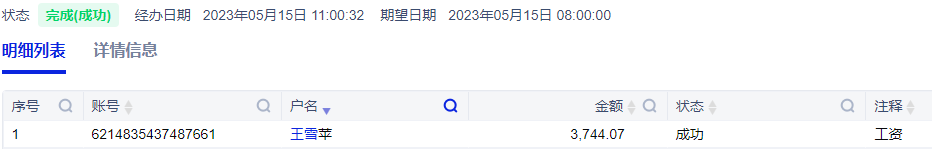 状态 完成(成功) 经办日期 2023年05月15日 11:00:32 期望日期 2023年05月15日 08:00:00
明细列表 详情信息
序号 账号 户名 金额 状态 注释
1 6214835437487661 王雪苹 3,744.07 成功 工资